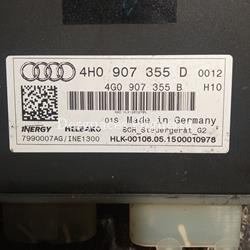 4H0 907 355 D 0012
4G0 907 355 B H10
01S Made in Germany
INERGY HELBAKO SCR_Steuergerät_G2
7990007AG/INE1300 HLK-00106.05.1500010978